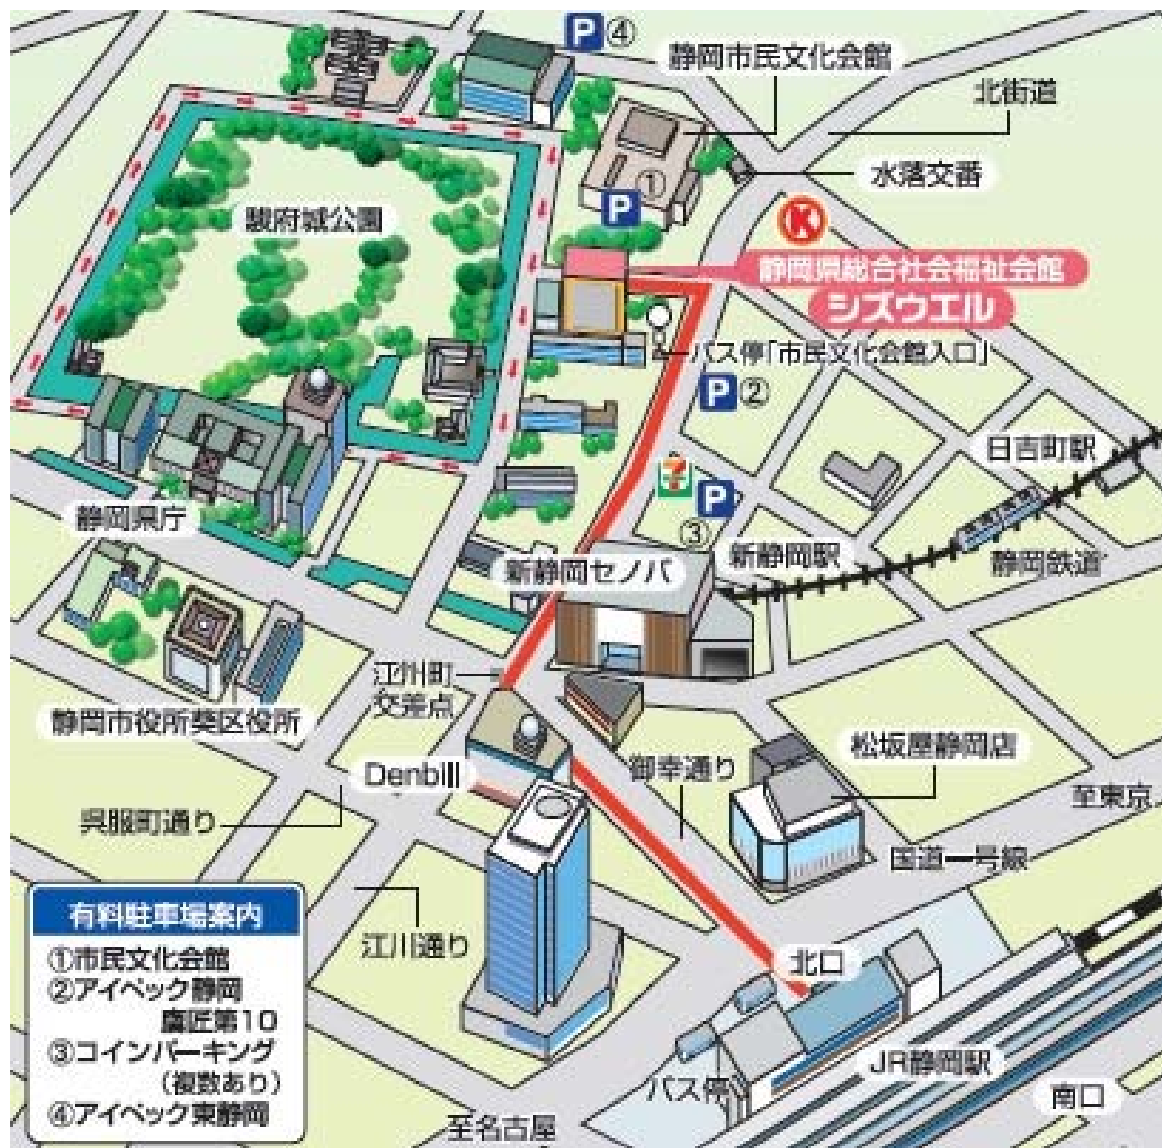 P④
静岡市民文化会館
北街道
水落交番
①
P
K
駿府城公園
静岡県総合社会福祉会館
シズウエル
バス停「市民文化会館入口」
P②
日吉町駅
7
P
③
静岡県庁
新静岡セノバ
新静岡駅
静岡鉄道
江川町
交差点
静岡市役所葵区役所
Denbill
御幸通り
松坂屋静岡店
至東京
呉服町通り
国道一号線
有料駐車場案内
①市民文化会館
②アイペック静岡
鷹匠第10
③コインパーキング
(複数あり)
④アイペック東静岡
江川通り
北口
JR静岡駅
バス停
南口
至名古屋